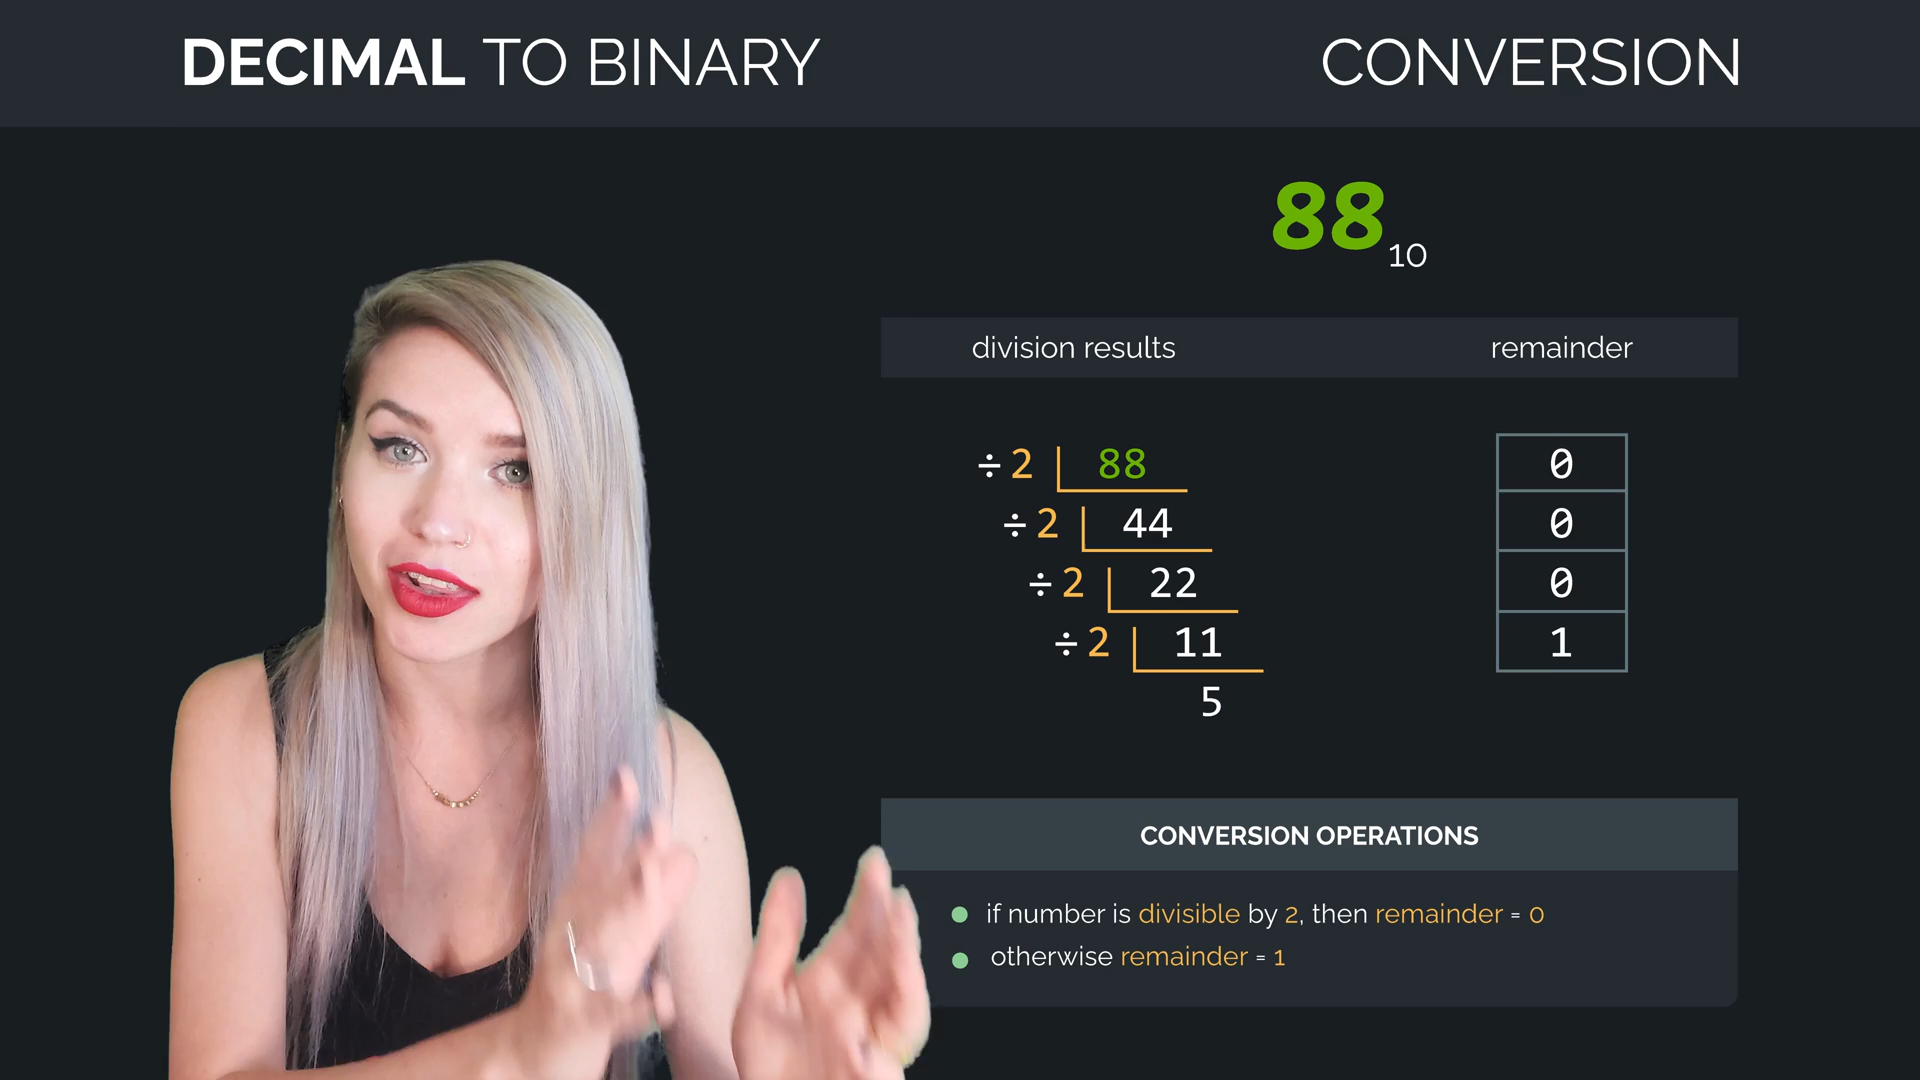 DECIMAL TO BINARY CONVERSION
88 10
division results remainder
÷ 2 88 0
÷ 2 44 0
÷ 2 22 0
÷ 2 11 1
5
CONVERSION OPERATIONS
if number is divisible by 2, then remainder = 0
otherwise remainder = 1